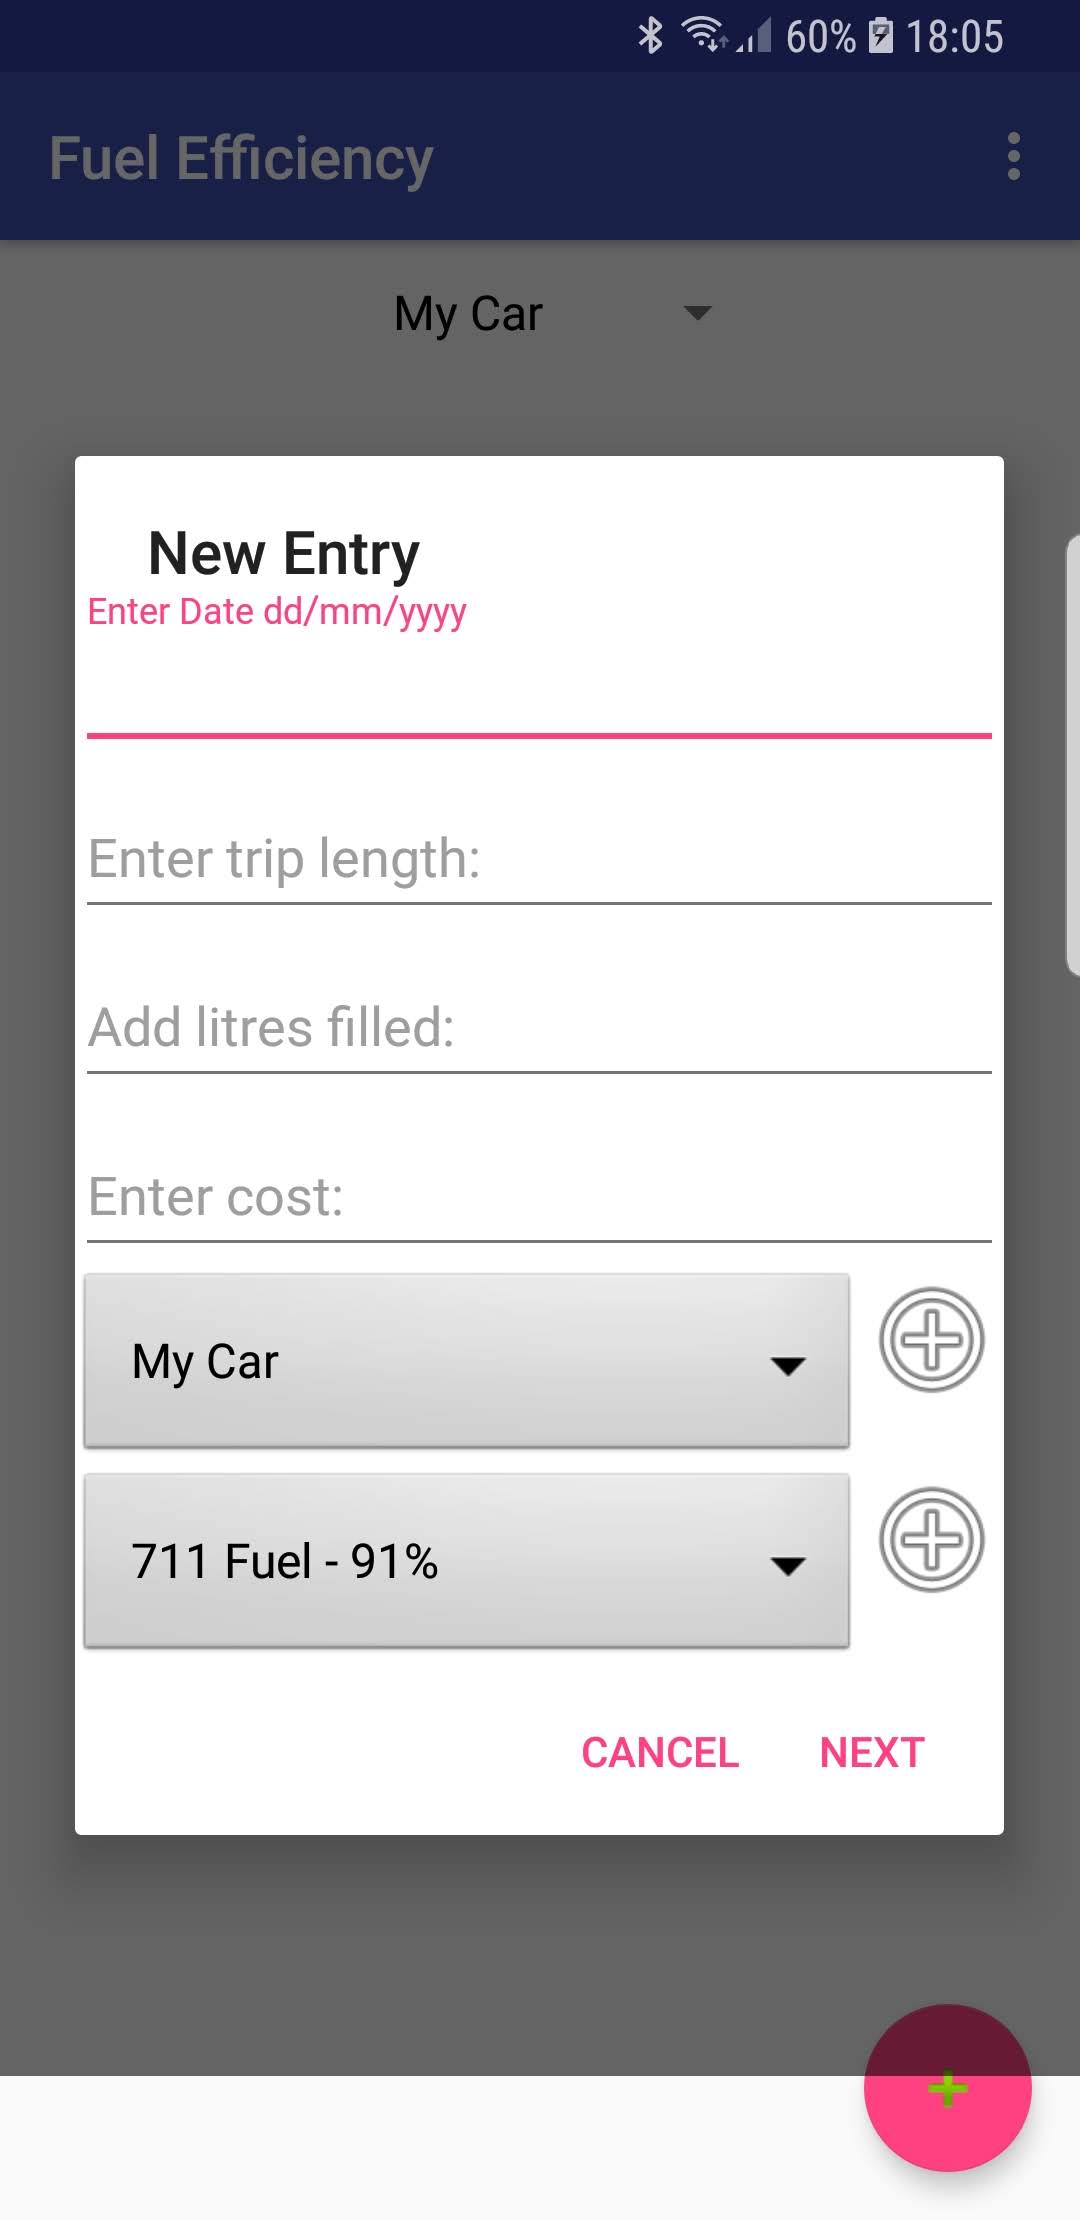 60% 18:05
Fuel Efficiency
My Car
New Entry
Enter Date dd/mm/yyyy
Enter trip length:
Add litres filled:
Enter cost:
My Car
711 Fuel - 91%
CANCEL NEXT